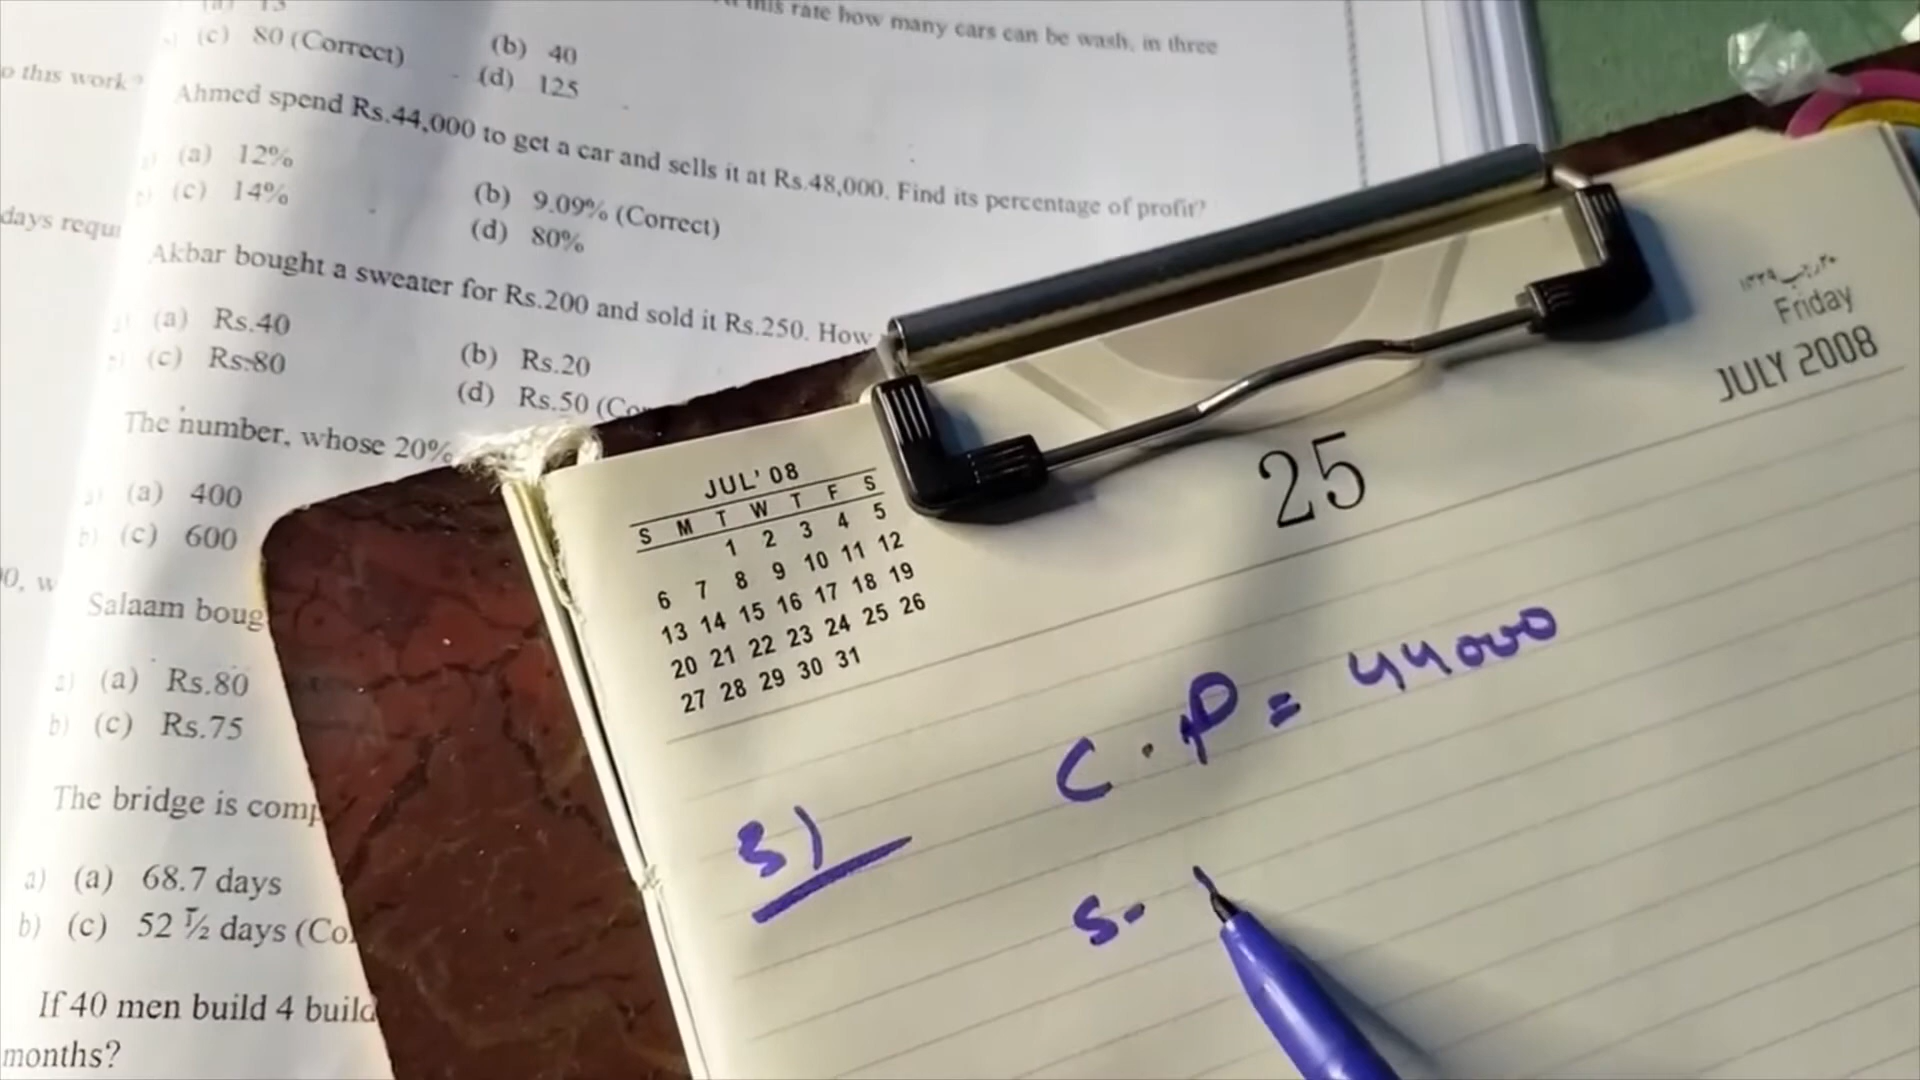 this rate how many cars can be wash, in three
(b) 40
(c) 80 (Correct)
(d) 125
o this work?
Ahmed spend Rs.44,000 to get a car and sells it at Rs.48,000. Find its percentage of profit?
(a) 12%
(b) 9.09% (Correct)
(c) 14%
(d) 80%
days requi
Akbar bought a sweater for Rs.200 and sold it Rs.250. How
(a) Rs.40
(b) Rs.20
(c) Rs.80
(d) Rs.50 (Co
The number, whose 20%
(a) 400
b) (c) 600
0, w
Salaam boug
a) (a) Rs.80
b) (c) Rs.75
The bridge is comp
a) (a) 68.7 days
b) (c) 52 ½ days (Co
If 40 men build 4 build
months?
Friday
JULY 2008
25
JUL' 08
S M T W T F S
1 2 3 4 5
6 7 8 9 10 11 12
13 14 15 16 17 18 19
20 21 22 23 24 25 26
27 28 29 30 31
3)
C.P = 44000
S.